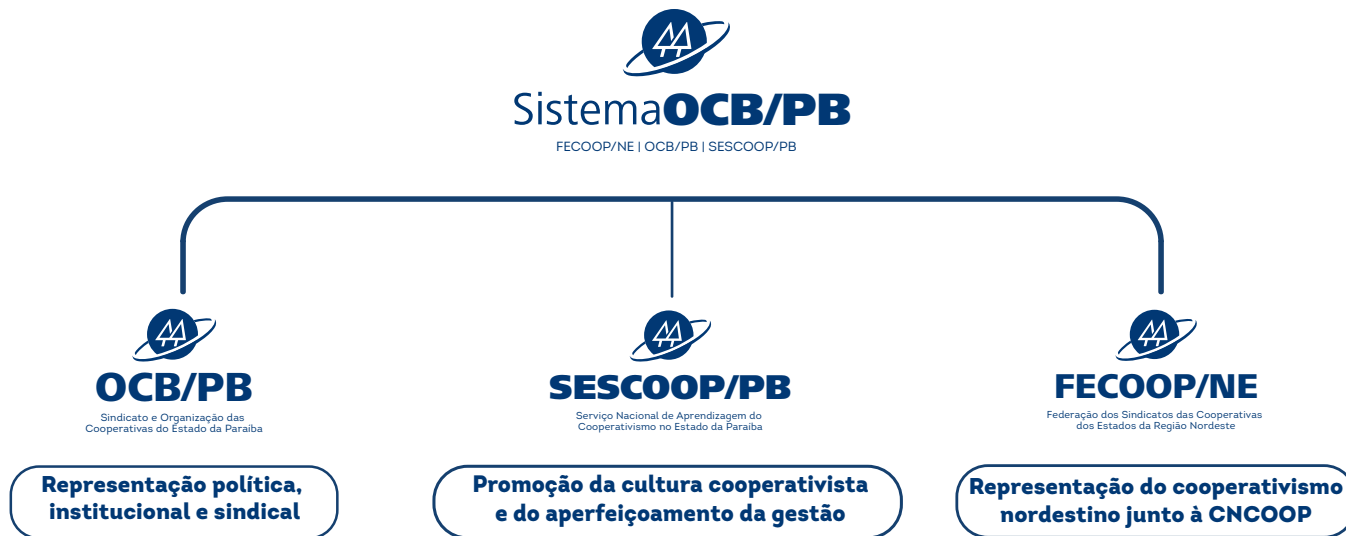 SistemaOCB/PB
FECOOP/NE | OCB/PB | SESCOOP/PB
OCB/PB
Sindicato e Organização das
Cooperativas do Estado da Paraíba
Representação política,
institucional e sindical
SESCOOP/PB
Serviço Nacional de Aprendizagem do
Cooperativismo no Estado da Paraíba
Promoção da cultura cooperativista
e do aperfeiçoamento da gestão
FECOOP/NE
Federação dos Sindicatos das Cooperativas
dos Estados da Região Nordeste
Representação do cooperativismo
nordestino junto à CNCOOP